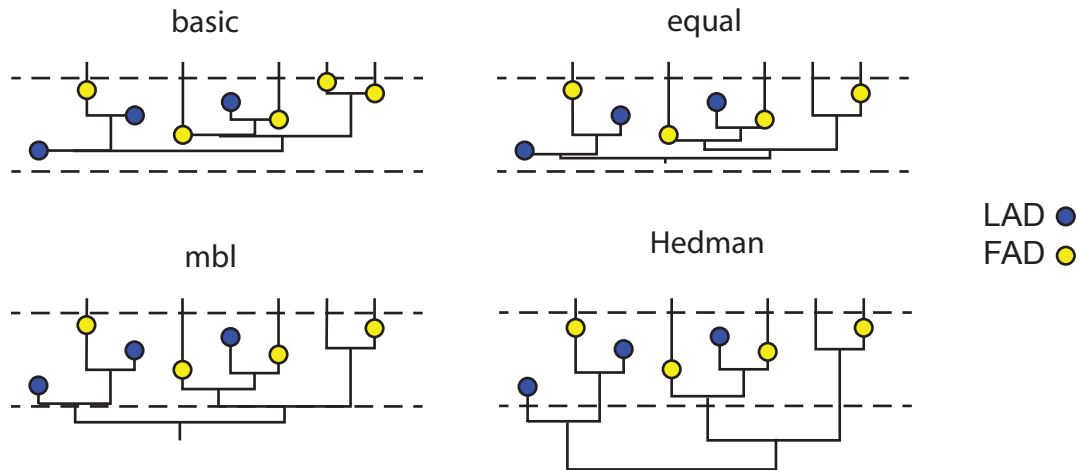 basic
equal
mbl
Hedman
LAD
FAD